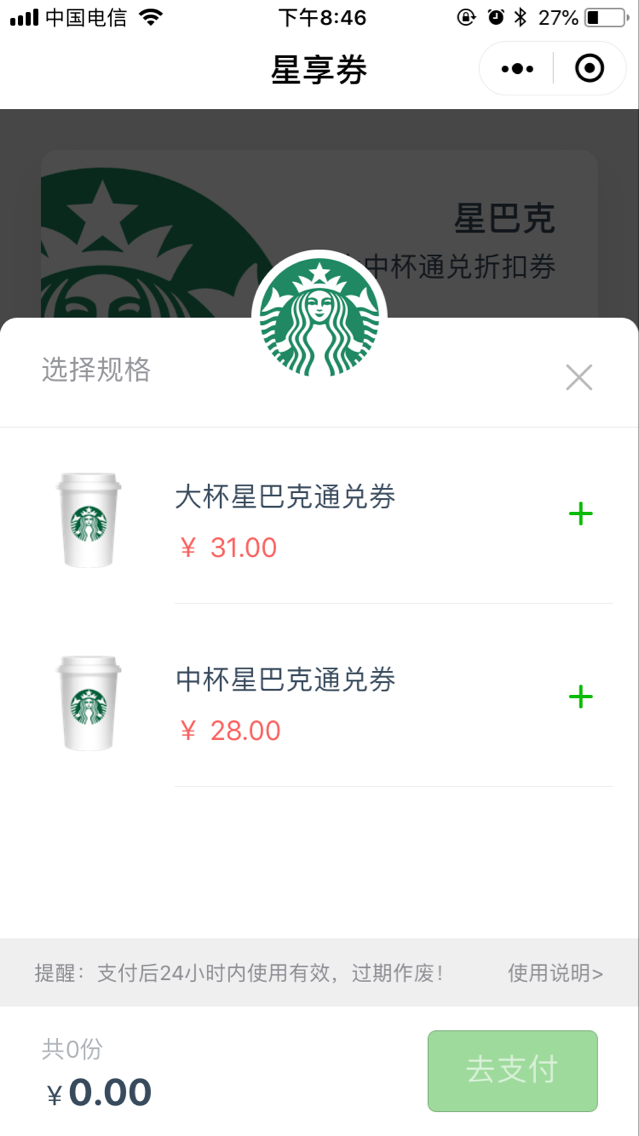 中国电信 下午8:46 27%
星享券
星巴克
中杯通兑折扣券
选择规格
大杯星巴克通兑券
¥ 31.00
中杯星巴克通兑券
¥ 28.00
提醒：支付后24小时内使用有效，过期作废！ 使用说明>
共0份
¥0.00
去支付